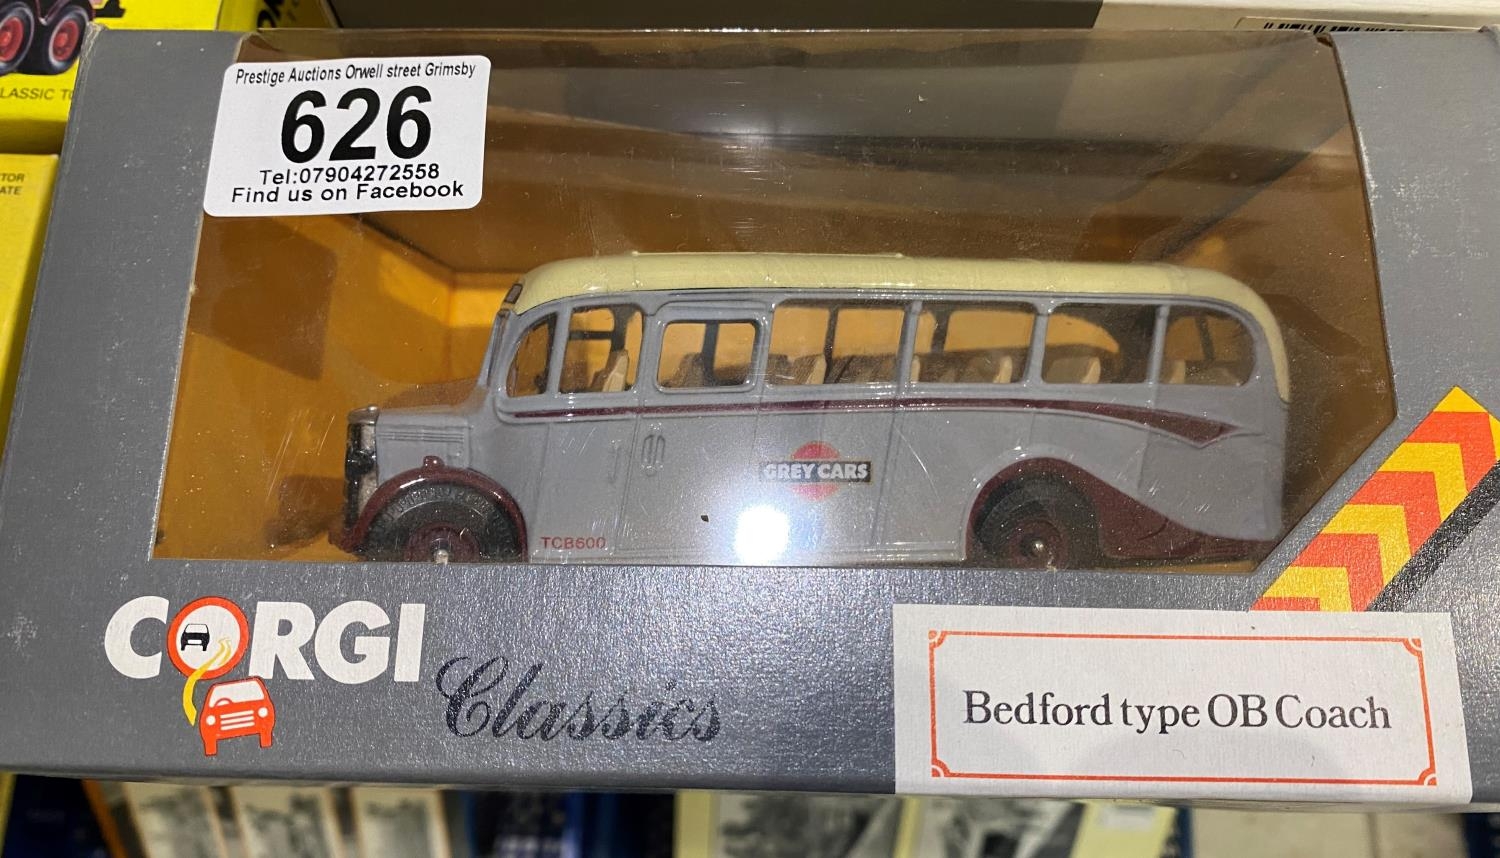 Prestige Auctions Orwell street Grimsby
626
Tel:07904272558
Find us on Facebook
GREY CARS
TCB600
CORGI
Classics
Bedford type OB Coach